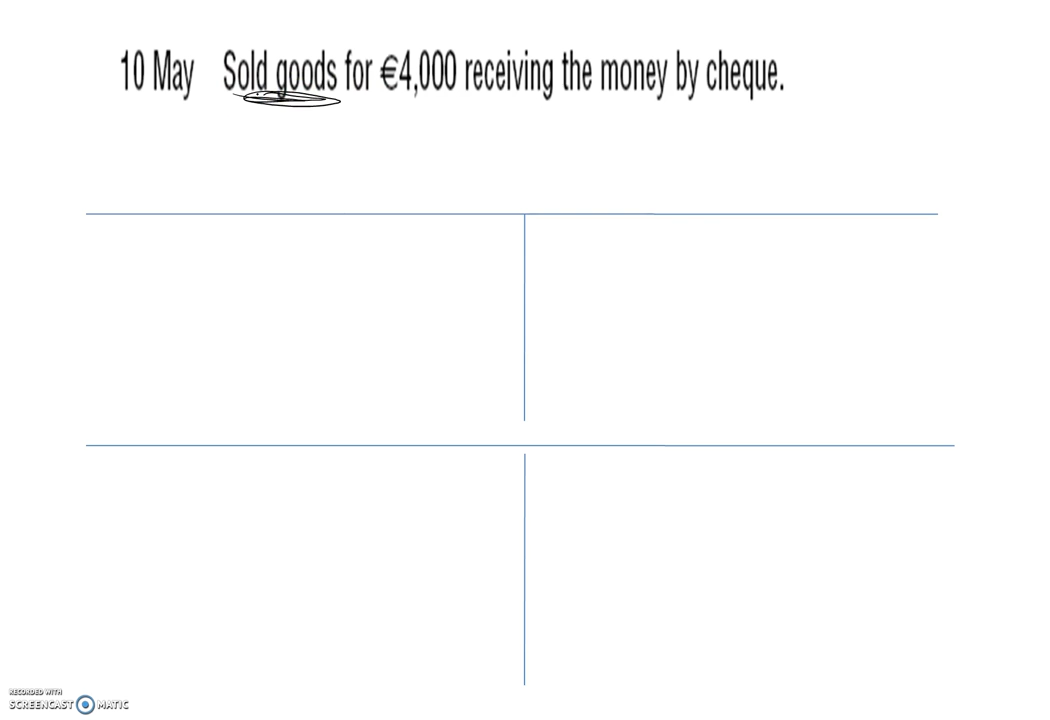 10 May Sold goods for €4,000 receiving the money by cheque.
RECORDED WITH
SCREENCAST MATIC